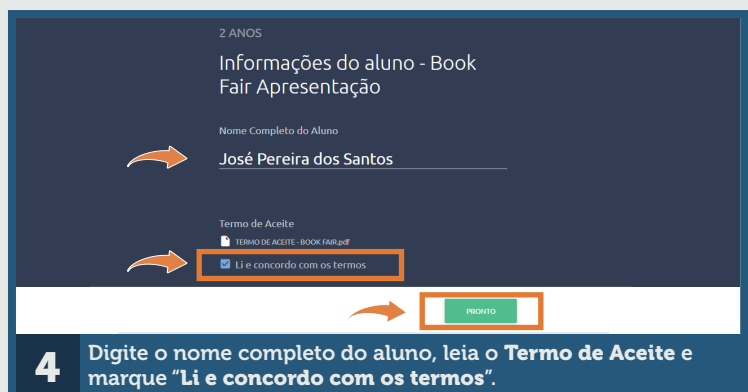 2 ANOS
Informações do aluno - Book
Fair Apresentação
Nome Completo do Aluno
José Pereira dos Santos
Termo de Aceite
TERMO DE ACEITE - BOOK FAIR.pdf
Li e concordo com os termos
PRONTO
4
Digite o nome completo do aluno, leia o Termo de Aceite e
marque “Li e concordo com os termos”.